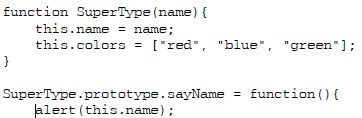 function SuperType(name){
    this.name = name;
    this.colors = ["red", "blue", "green"];
}

SuperType.prototype.sayName = function(){
    alert(this.name);